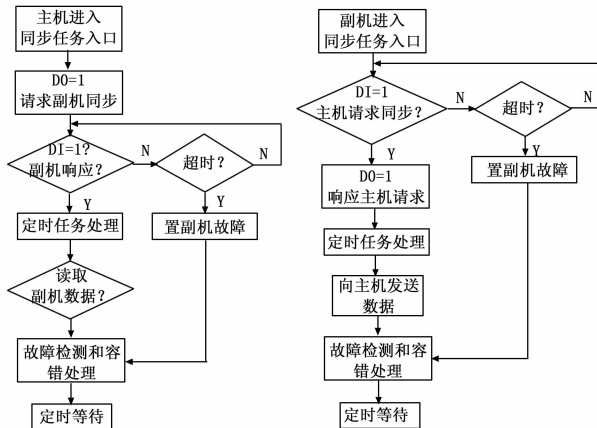 主机进入
同步任务入口
DO=1
请求副机同步
DI=1?
副机响应?
N
超时?
N
Y
Y
定时任务处理
置副机故障
读取
副机数据?
故障检测和容
错处理
定时等待
副机进入
同步任务入口
DI=1
主机请求同步?
N
超时?
N
Y
Y
DO=1
响应主机请求
置副机故障
定时任务处理
向主机发送
数据
故障检测和容
错处理
定时等待